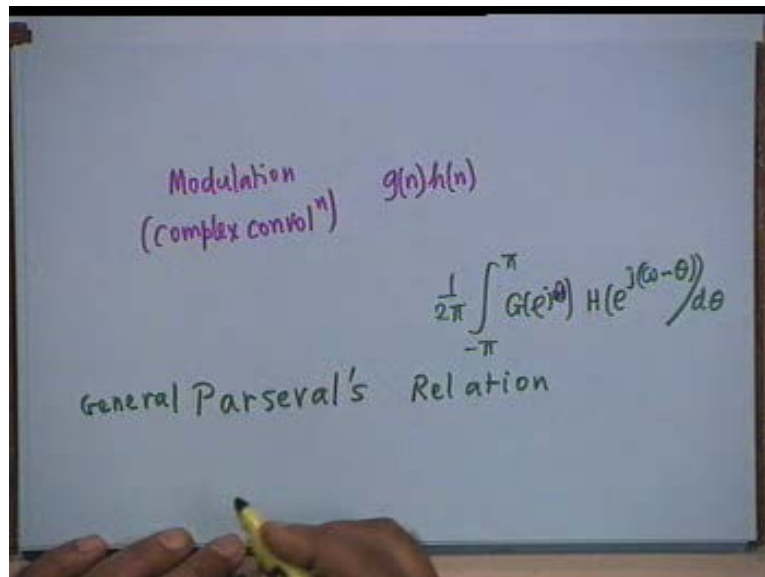 Modulation g(n).h(n)
(complex convolⁿ)
1/2π ∫_{-π}^{π} G(e^{jθ}) H(e^{j(ω-θ)}) dθ
General Parseval's Relation